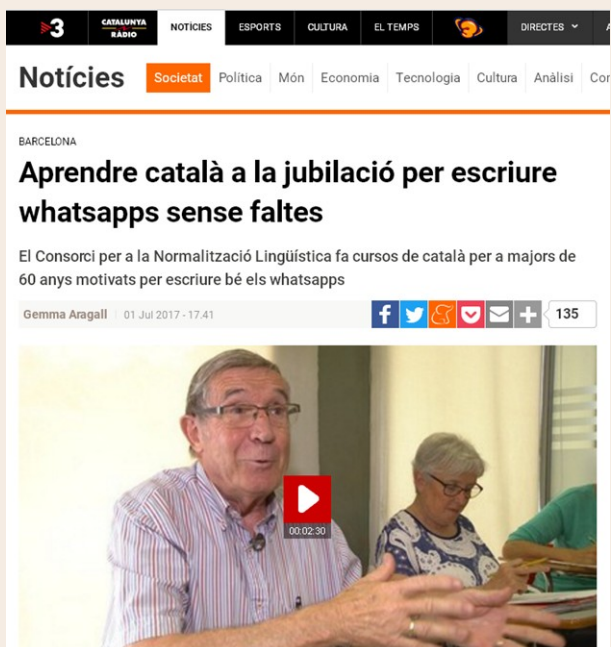 3 CATALUNYA RÀDIO NOTÍCIES ESPORTS CULTURA EL TEMPS DIRECTES
Notícies Societat Política Món Economia Tecnologia Cultura Anàlisi
BARCELONA
Aprendre català a la jubilació per escriure
whatsapps sense faltes
El Consorci per a la Normalització Lingüística fa cursos de català per a majors de
60 anys motivats per escriure bé els whatsapps
Gemma Aragall 01 Jul 2017 - 17.41 135
00:02:30